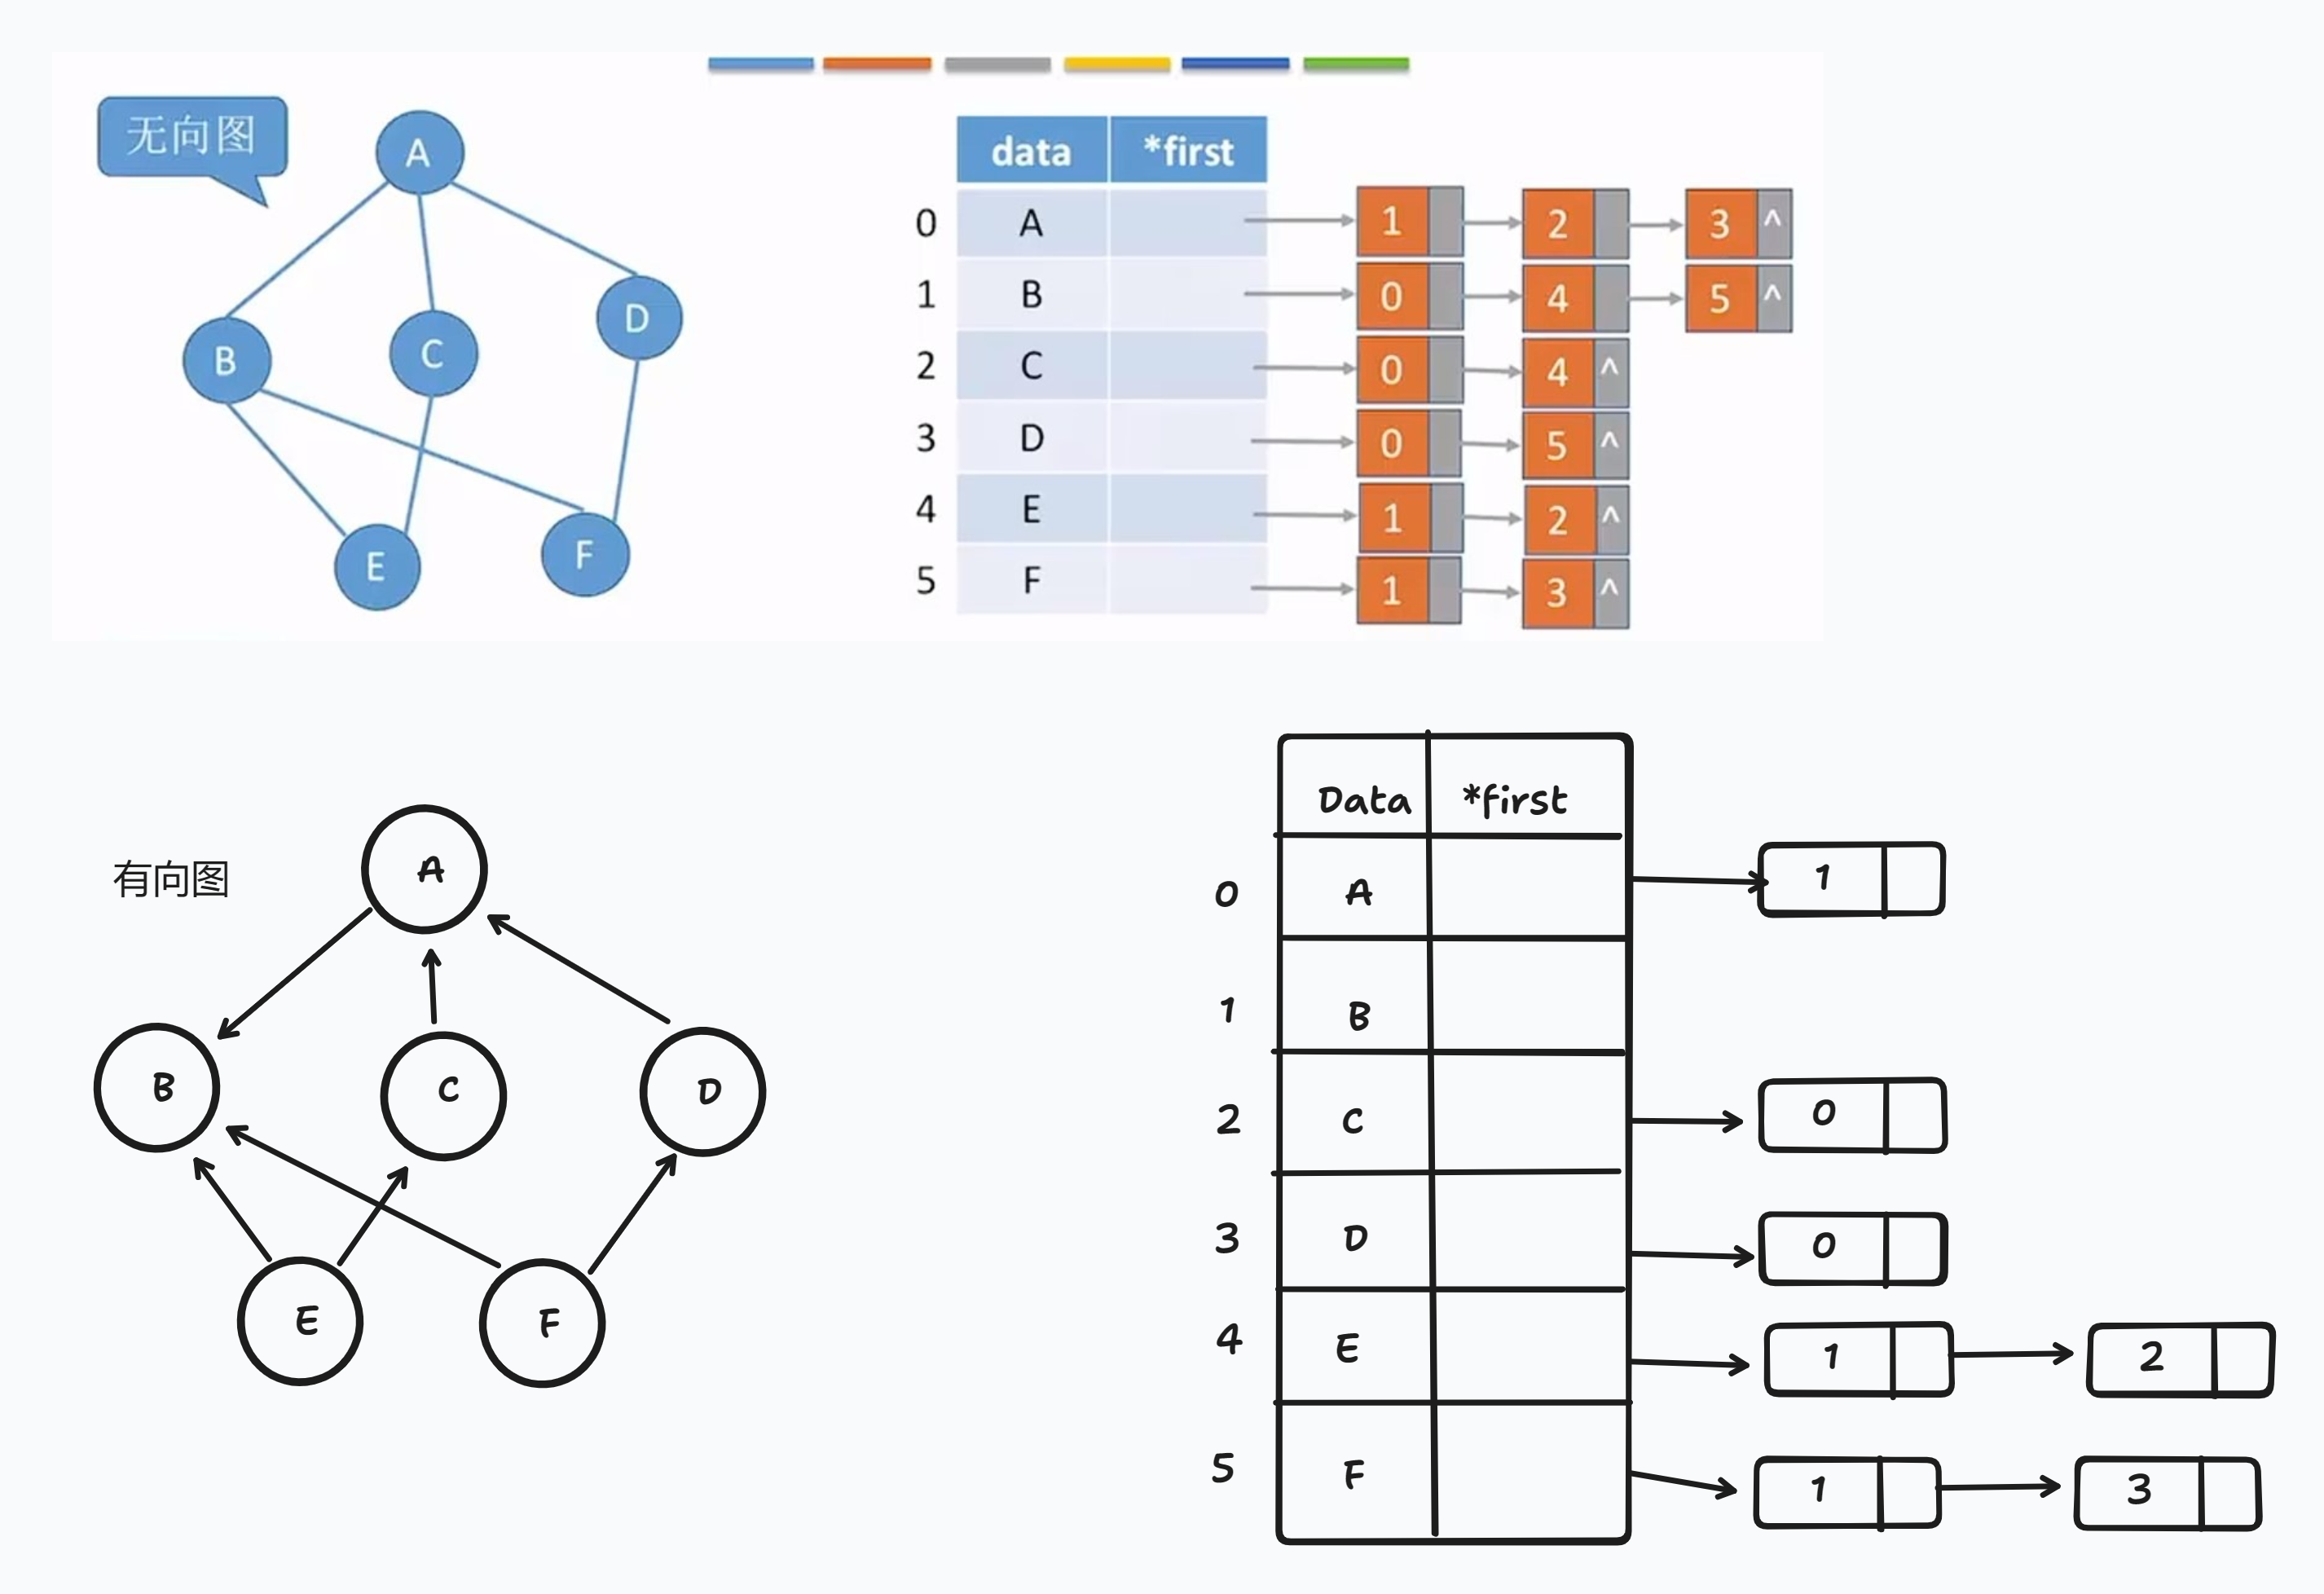 无向图
A
B
C
D
E
F
data *first
0 A 1 2 3 ^
1 B 0 4 5 ^
2 C 0 4 ^
3 D 0 5 ^
4 E 1 2 ^
5 F 1 3 ^
有向图
A
B
C
D
E
F
Data *first
0 A 1
1 B
2 C 0
3 D 0
4 E 1 2
5 F 1 3